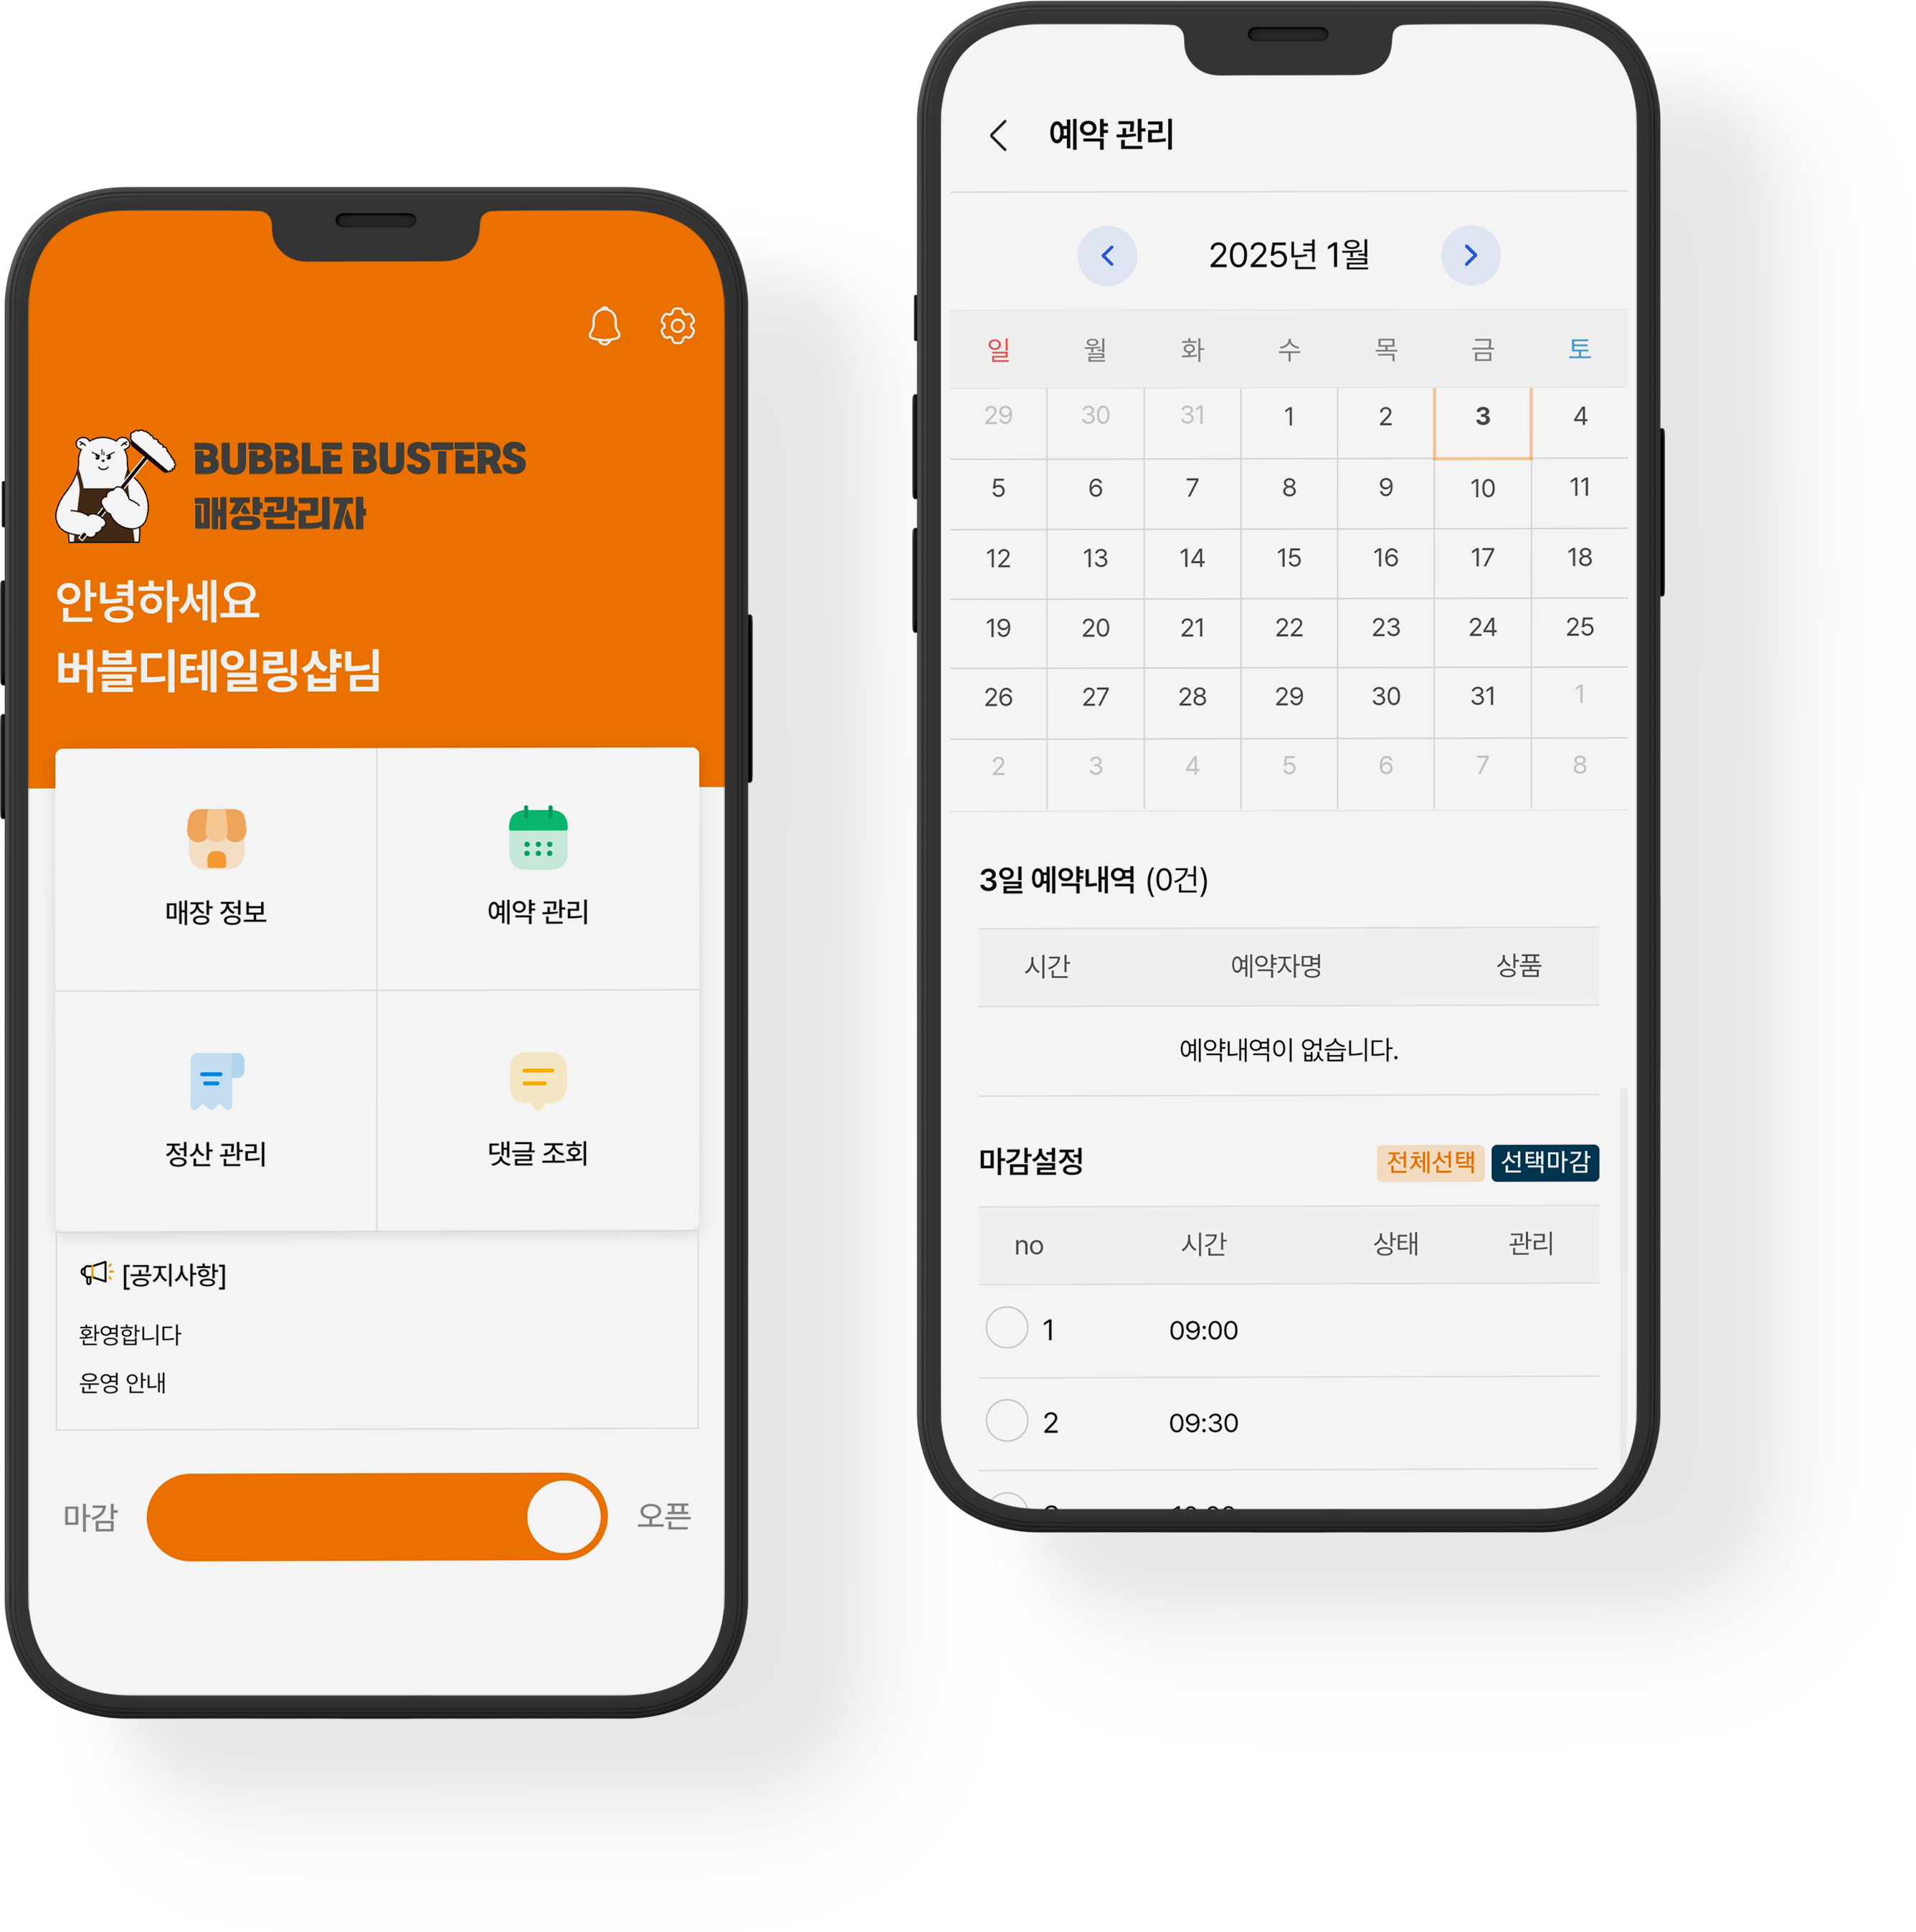 BUBBLE BUSTERS
매장관리자
안녕하세요
버블디테일링샵님
매장 정보
예약 관리
정산 관리
댓글 조회
[공지사항]
환영합니다
운영 안내
마감 오픈
예약 관리
2025년 1월
일 월 화 수 목 금 토
29 30 31 1 2 3 4
5 6 7 8 9 10 11
12 13 14 15 16 17 18
19 20 21 22 23 24 25
26 27 28 29 30 31 1
2 3 4 5 6 7 8
3일 예약내역 (0건)
시간 예약자명 상품
예약내역이 없습니다.
마감설정 전체선택 선택마감
no 시간 상태 관리
1 09:00
2 09:30